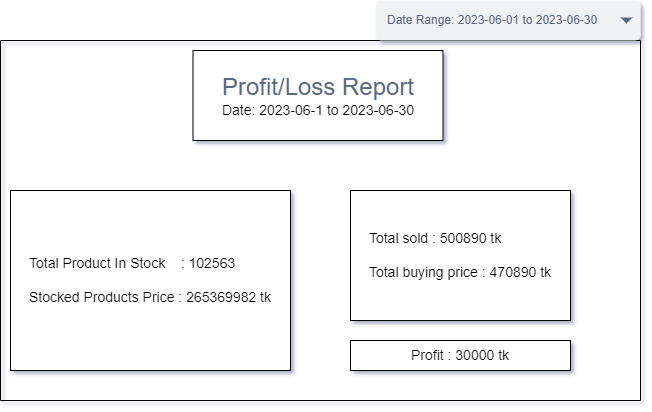 Date Range: 2023-06-01 to 2023-06-30
Profit/Loss Report
Date: 2023-06-1 to 2023-06-30
Total Product In Stock : 102563
Stocked Products Price : 265369982 tk
Total sold : 500890 tk
Total buying price : 470890 tk
Profit : 30000 tk